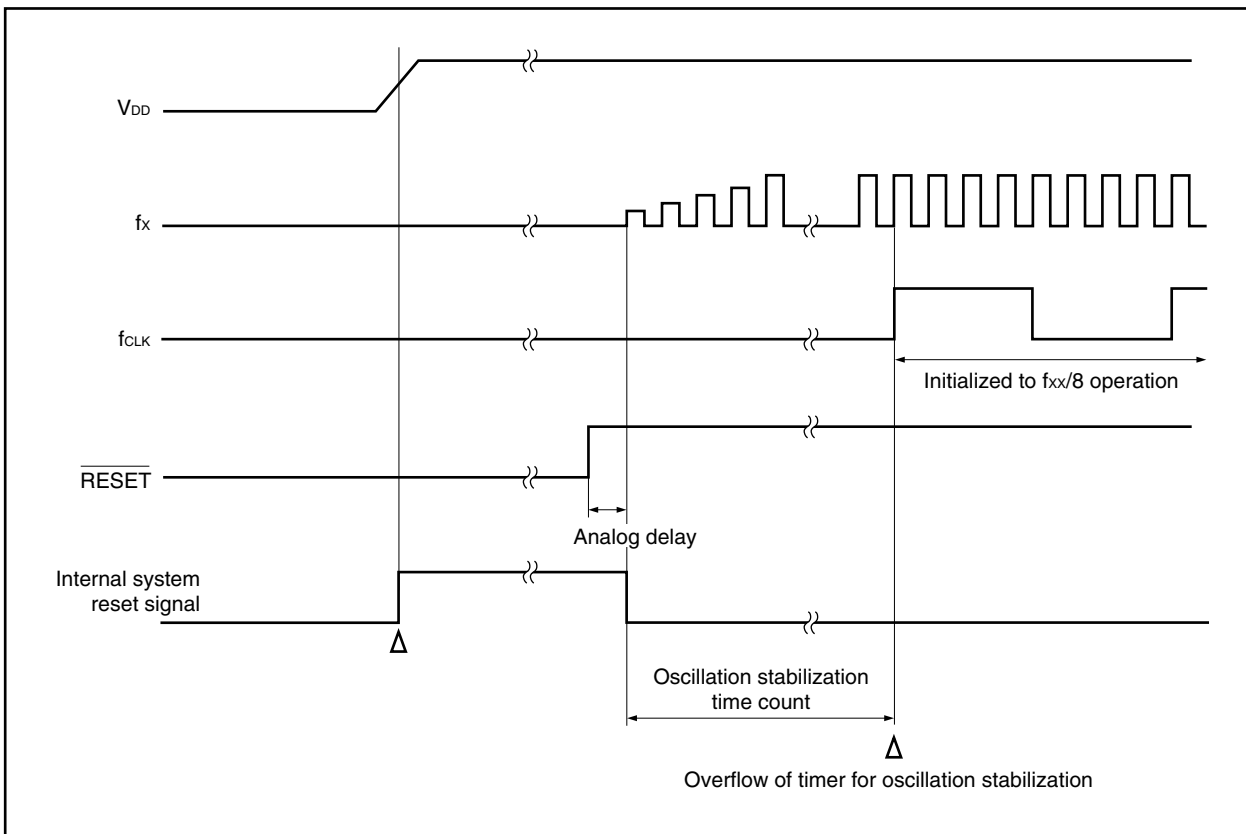 VDD
fX
fCLK
Initialized to fxx/8 operation
RESET
Analog delay
Internal system
reset signal
Oscillation stabilization
time count
Overflow of timer for oscillation stabilization